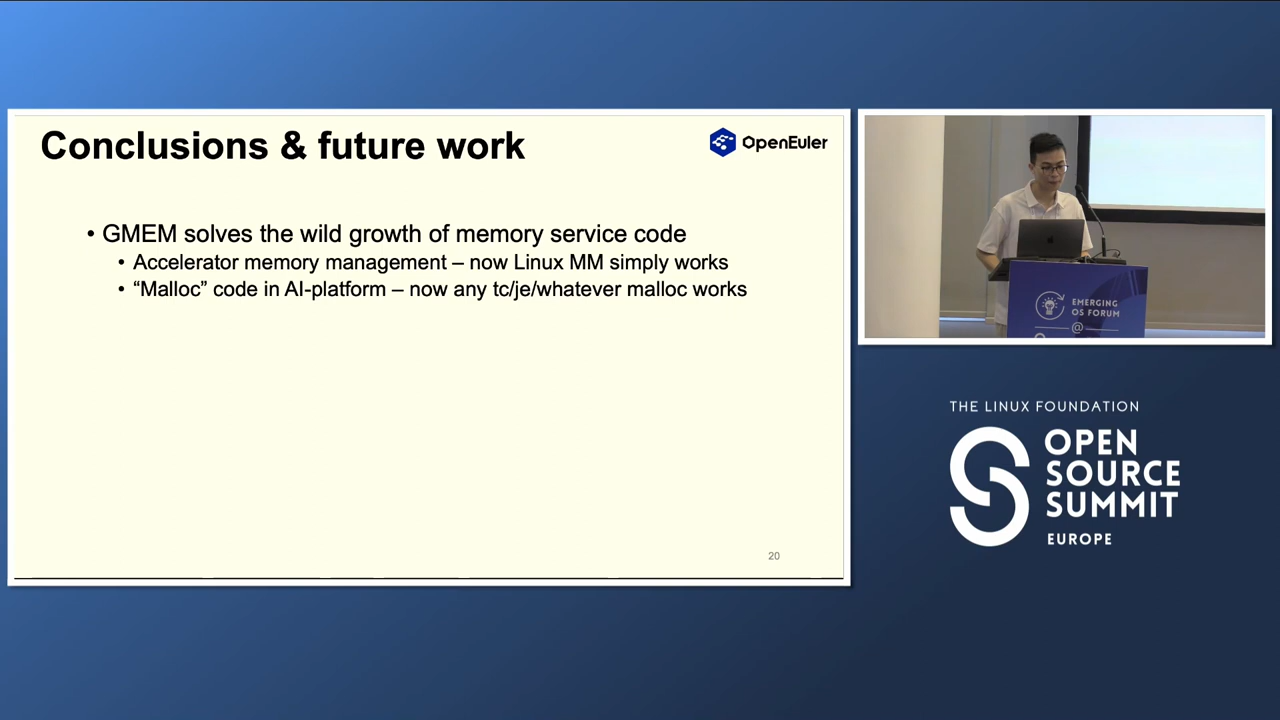 Conclusions & future work
OpenEuler
• GMEM solves the wild growth of memory service code
• Accelerator memory management – now Linux MM simply works
• “Malloc” code in AI-platform – now any tc/je/whatever malloc works
20
EMERGING
OS FORUM
@
THE LINUX FOUNDATION
OPEN
SOURCE
SUMMIT
EUROPE